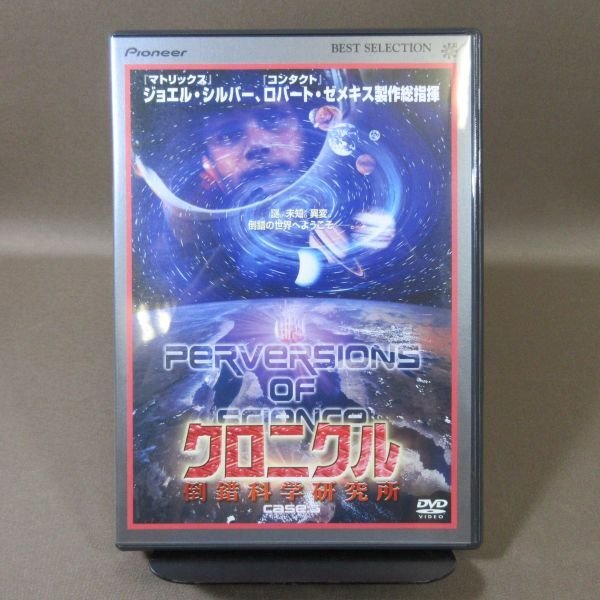 Pioneer
BEST SELECTION
『マトリックス』 『コンタクト』
ジョエル・シルバー、ロバート・ゼメキス製作総指揮
謎。未知。異変。
倒錯の世界へようこそ
PERVERSIONS
OF
SCIENCE
クロニクル
倒錯科学研究所
case.3
DVD
VIDEO